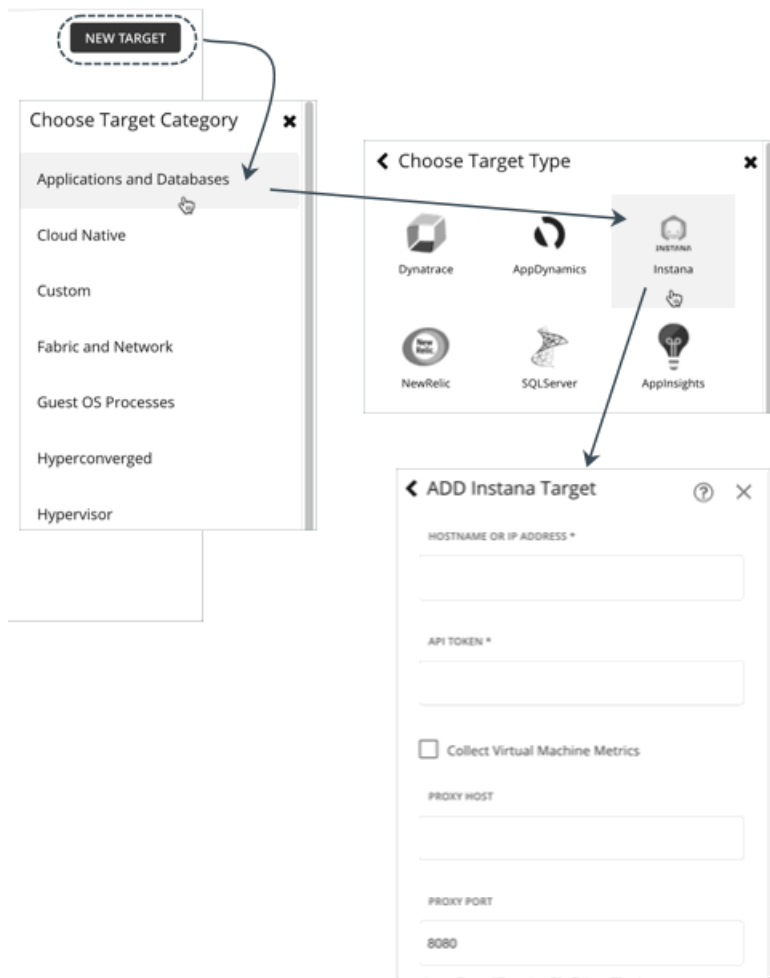 NEW TARGET
Choose Target Category
Applications and Databases
Cloud Native
Custom
Fabric and Network
Guest OS Processes
Hyperconverged
Hypervisor
Choose Target Type
Dynatrace
AppDynamics
INSTANA
Instana
New
Relic
NewRelic
SQLServer
AppInsights
ADD Instana Target
HOSTNAME OR IP ADDRESS *
API TOKEN *
Collect Virtual Machine Metrics
PROXY HOST
PROXY PORT
8080